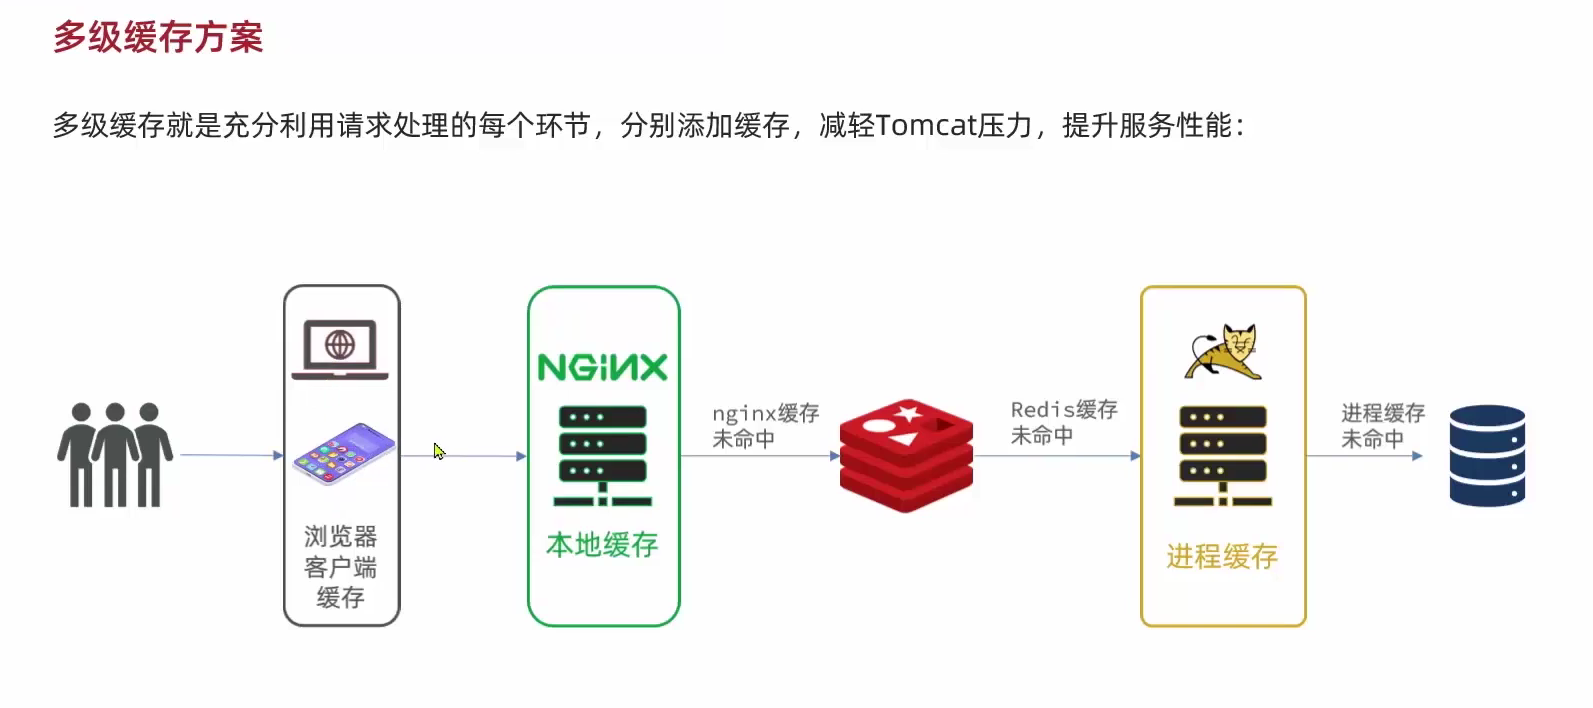 多级缓存方案
多级缓存就是充分利用请求处理的每个环节，分别添加缓存，减轻Tomcat压力，提升服务性能：
浏览器
客户端
缓存
NGiNX
本地缓存
nginx缓存
未命中
Redis缓存
未命中
进程缓存
进程缓存
未命中